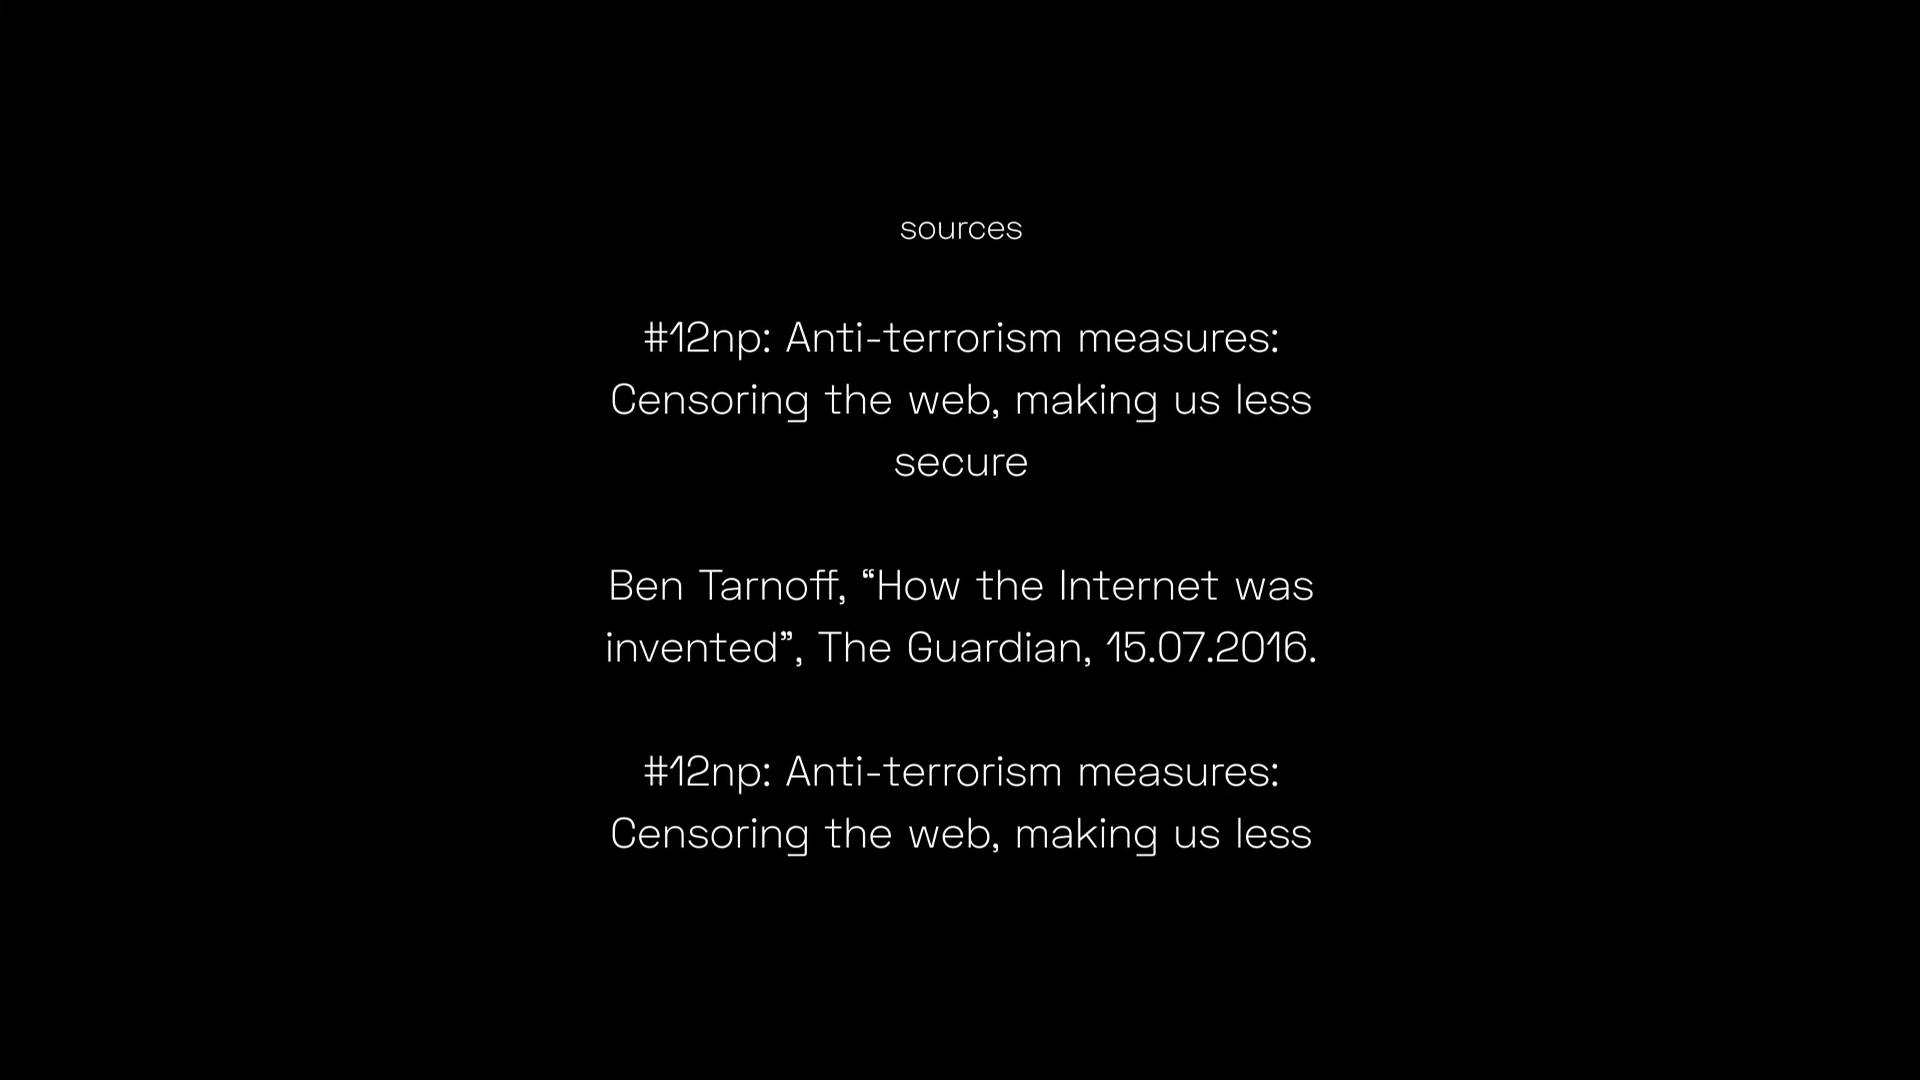 sources
#12np: Anti-terrorism measures:
Censoring the web, making us less
secure
Ben Tarnoff, “How the Internet was
invented”, The Guardian, 15.07.2016.
#12np: Anti-terrorism measures:
Censoring the web, making us less